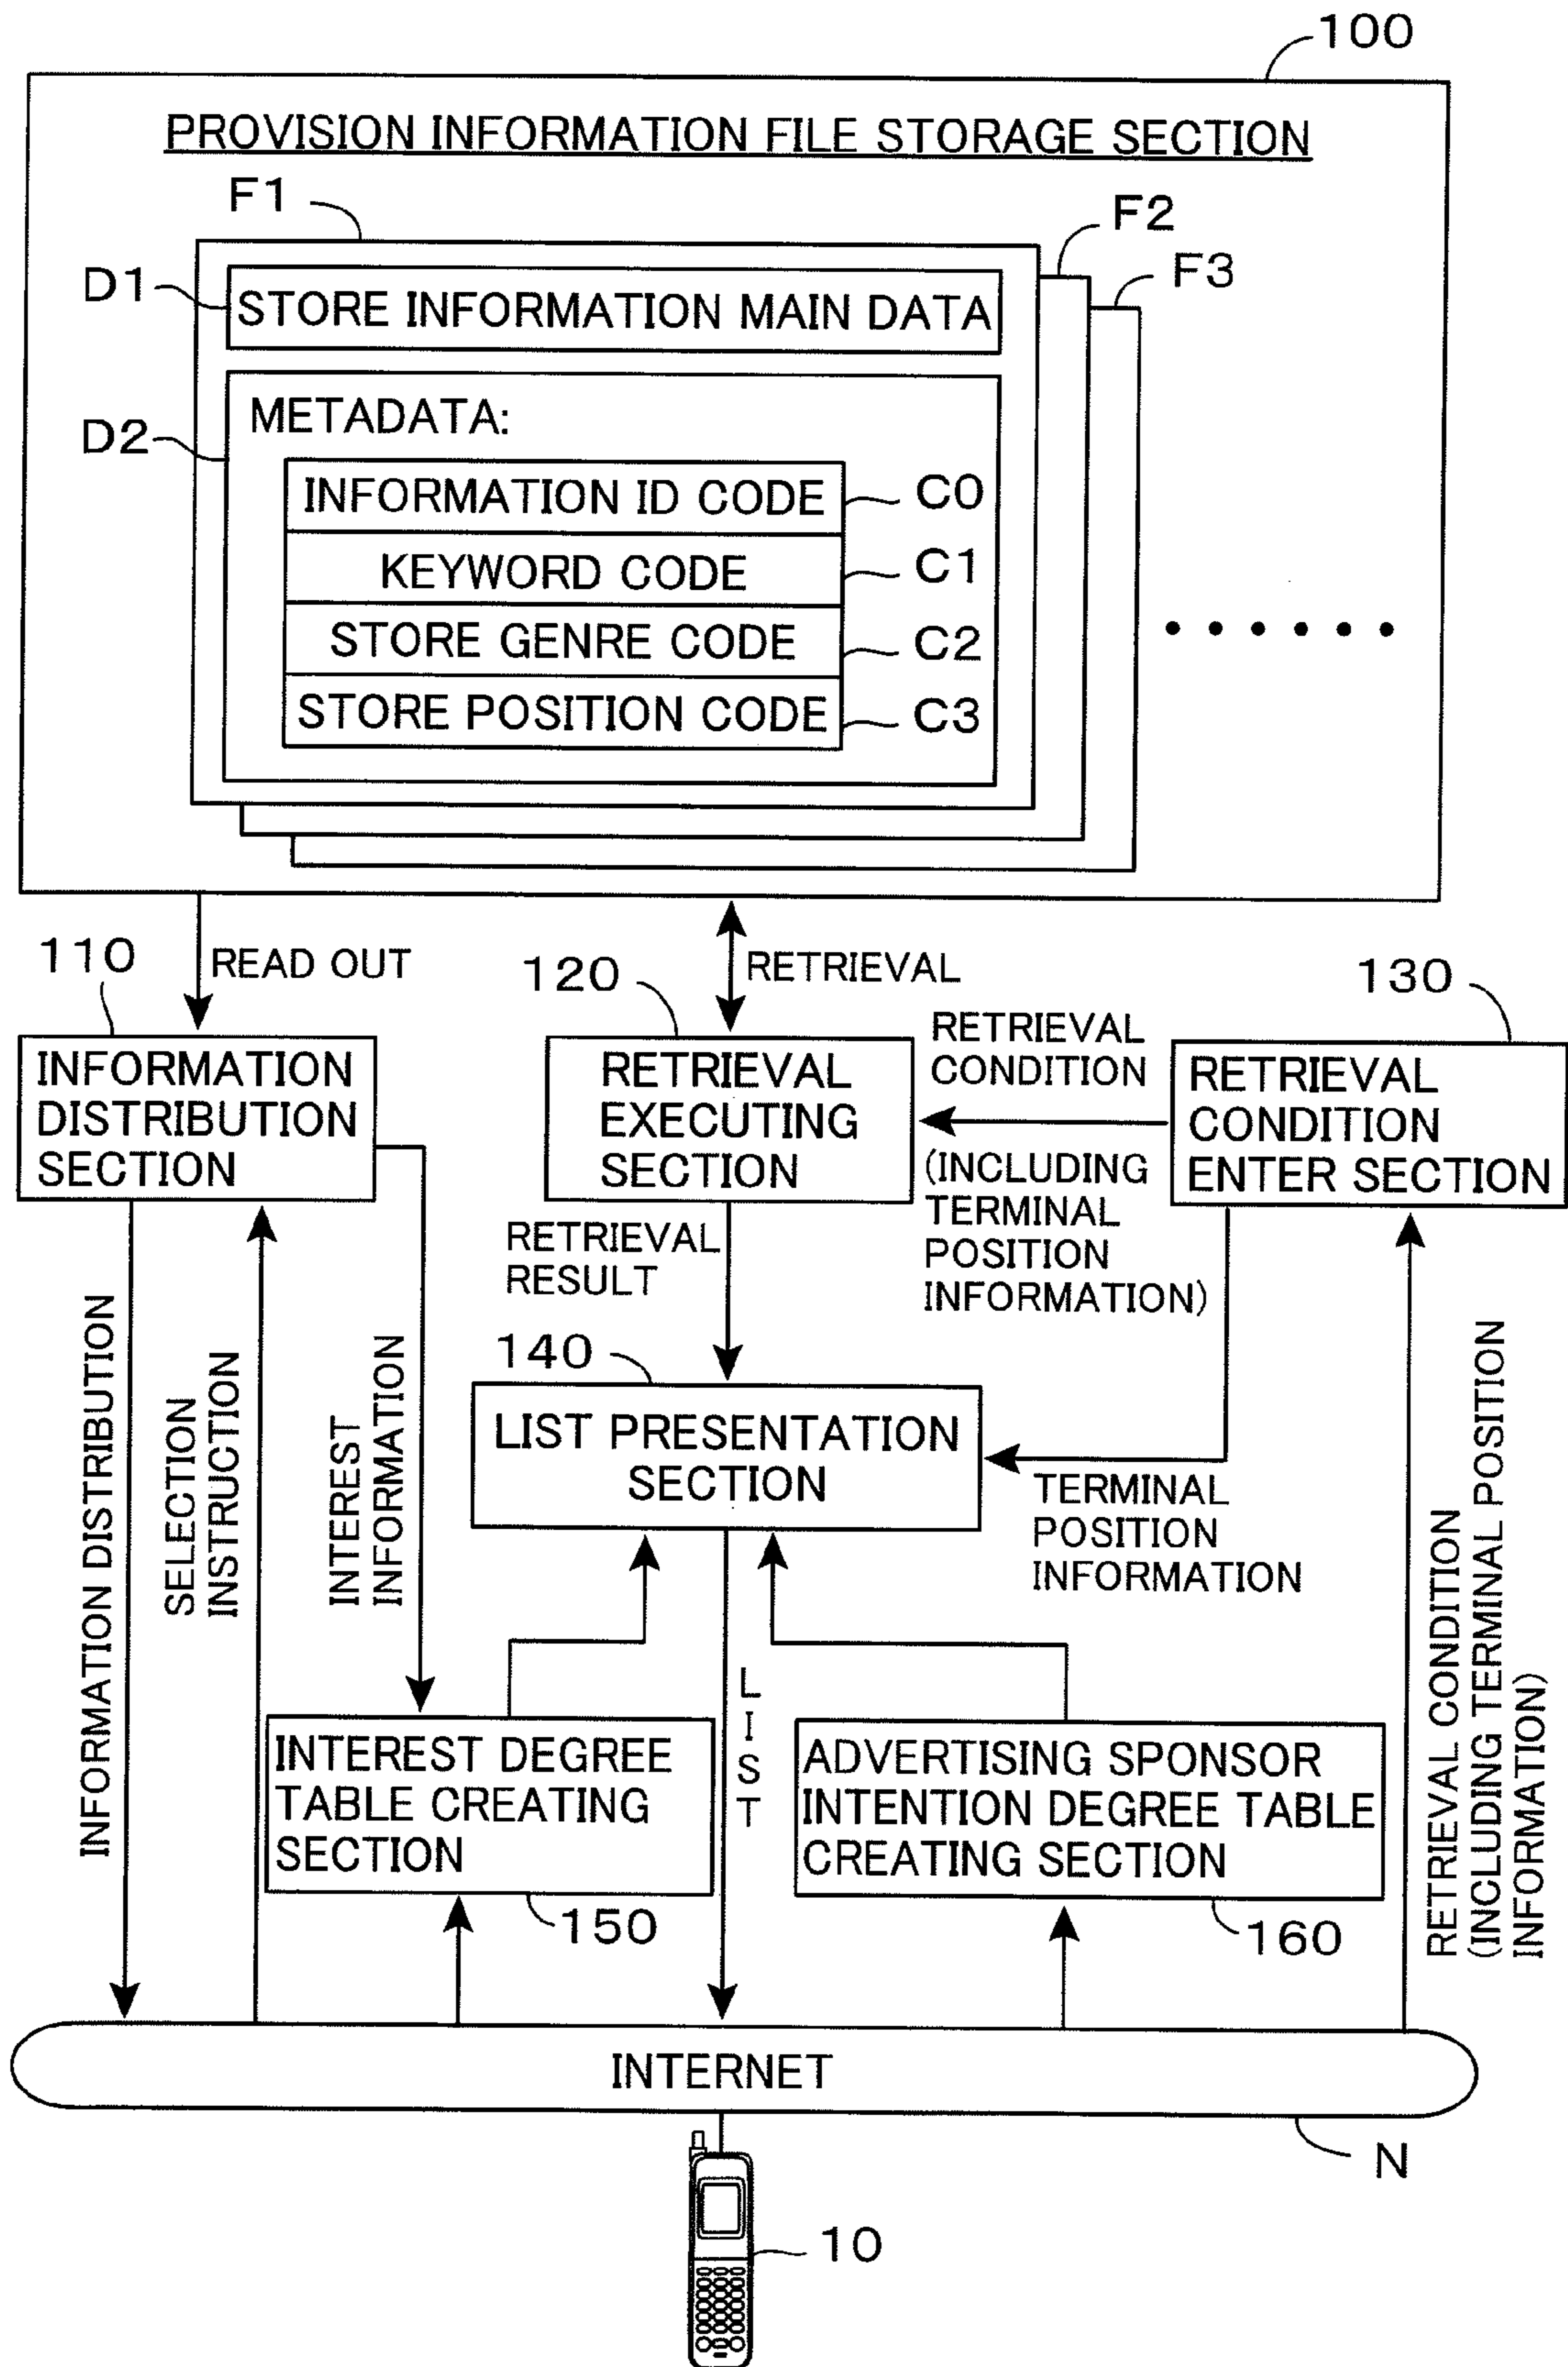 100
PROVISION INFORMATION FILE STORAGE SECTION
F1
F2
F3
D1
STORE INFORMATION MAIN DATA
D2
METADATA:
INFORMATION ID CODE
C0
KEYWORD CODE
C1
STORE GENRE CODE
C2
STORE POSITION CODE
C3
110
READ OUT
120
RETRIEVAL
130
INFORMATION
DISTRIBUTION
SECTION
RETRIEVAL
EXECUTING
SECTION
RETRIEVAL
CONDITION
(INCLUDING
TERMINAL
POSITION
INFORMATION)
RETRIEVAL
CONDITION
ENTER SECTION
RETRIEVAL
RESULT
140
LIST PRESENTATION
SECTION
TERMINAL
POSITION
INFORMATION
INFORMATION DISTRIBUTION
SELECTION
INSTRUCTION
INTEREST
INFORMATION
LIST
RETRIEVAL CONDITION
(INCLUDING TERMINAL POSITION
INFORMATION)
INTEREST DEGREE
TABLE CREATING
SECTION
150
ADVERTISING SPONSOR
INTENTION DEGREE TABLE
CREATING SECTION
160
INTERNET
N
10